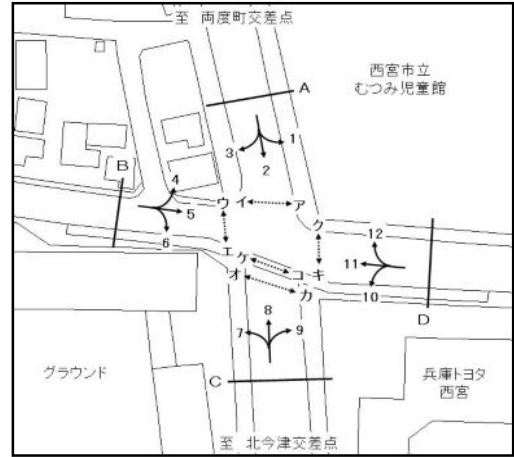 至 両度町交差点
西宮市立
むつみ児童館
A
1
3
2
B
4
5
6
ウ
イ
ア
ク
エ
ケ
オ
コ
キ
カ
12
11
10
D
8
7
9
C
グラウンド
兵庫トヨタ
西宮
至 北今津交差点